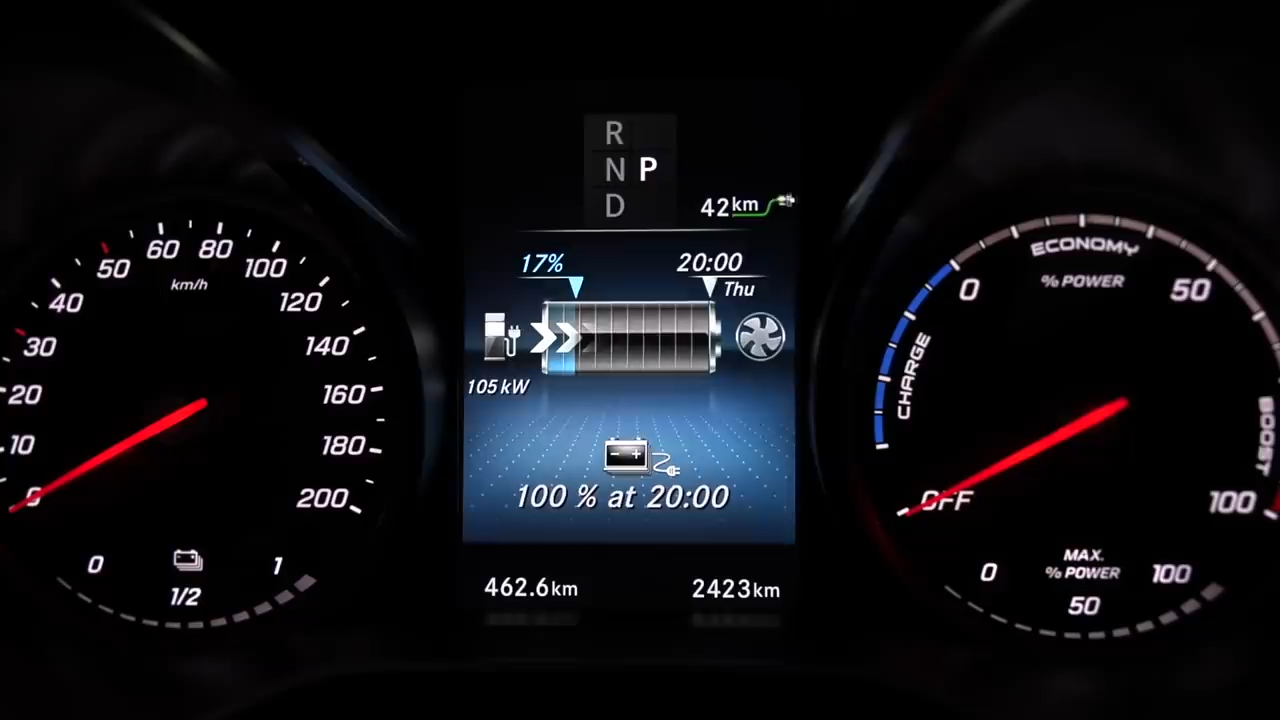 R
N P
D
42km
17% 20:00
Thu
105 kW
- +
100 % at 20:00
462.6km 2423km
0
10
20
30
40
50
60
80
100
120
140
160
180
200
km/h
0 1/2 1
ECONOMY
% POWER
0 50
CHARGE
BOOST
OFF 100
MAX.
% POWER
0 50 100